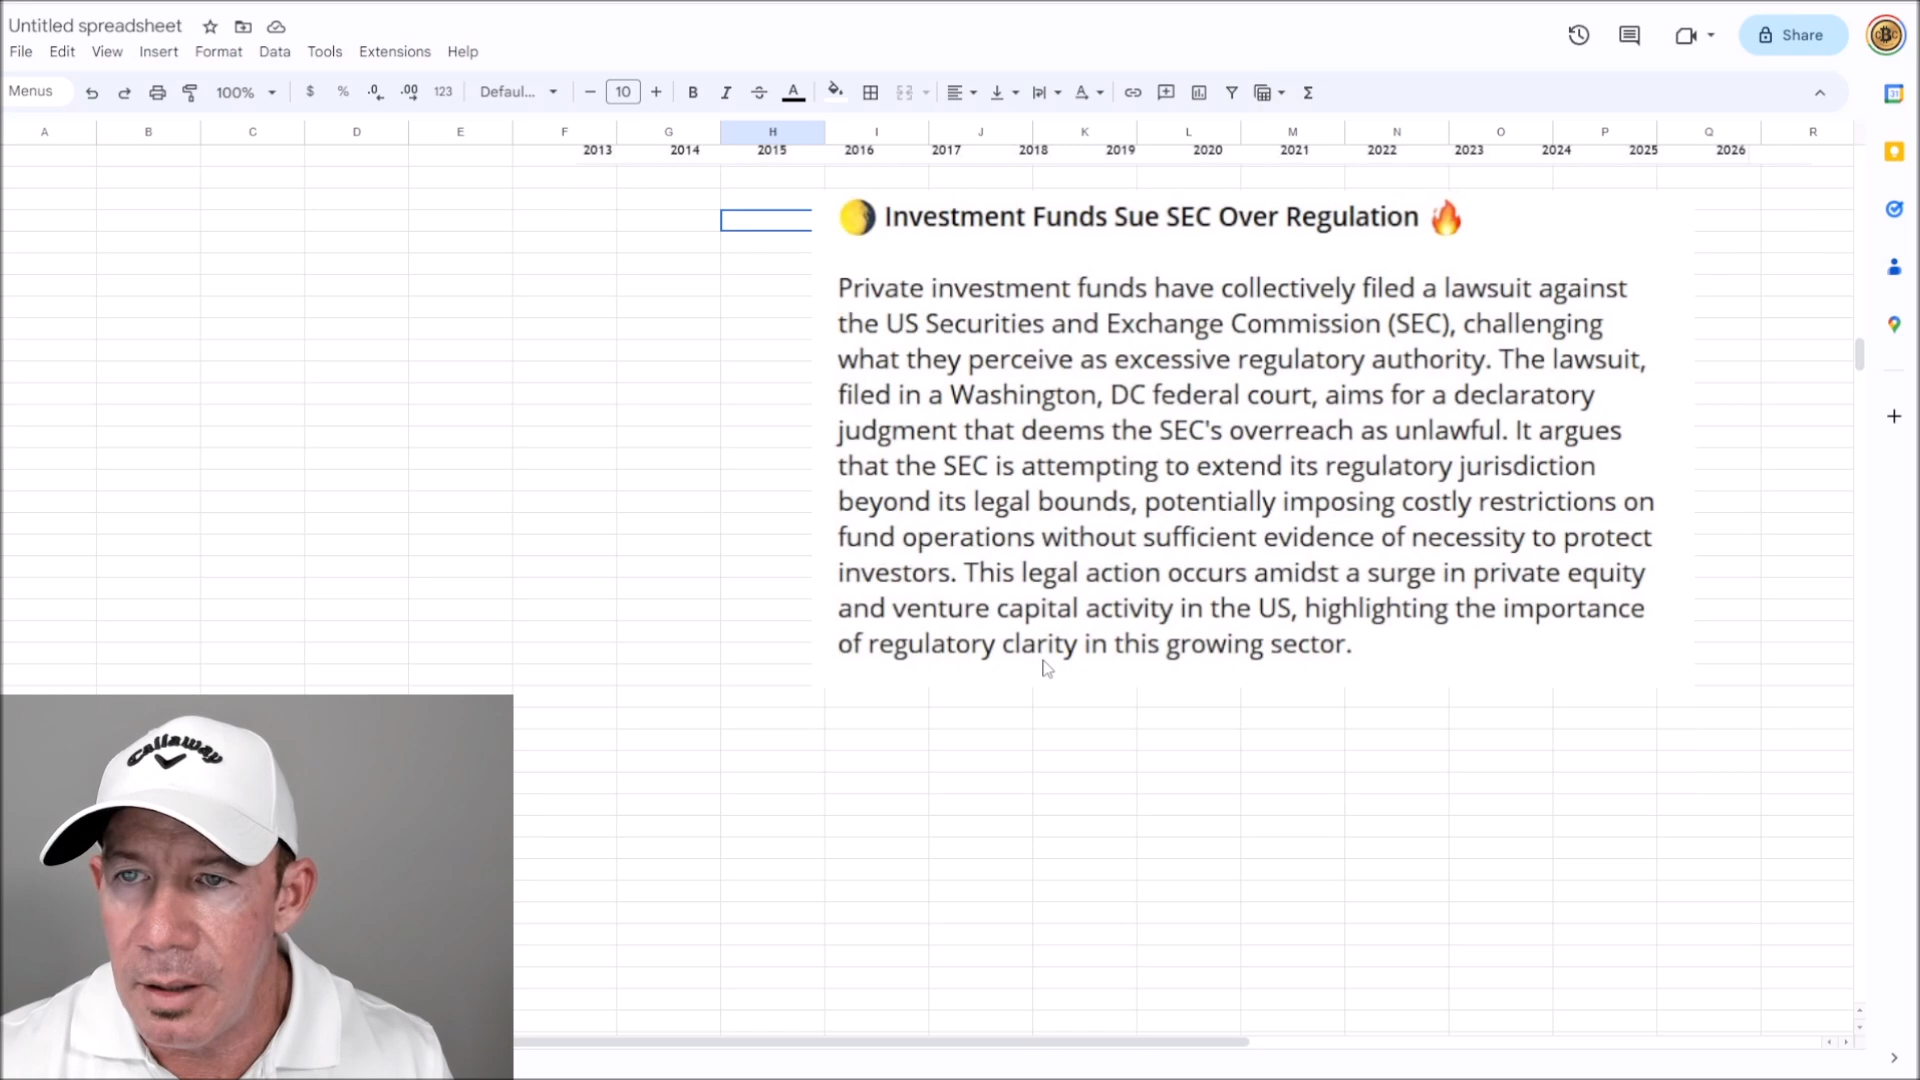 Untitled spreadsheet
File Edit View Insert Format Data Tools Extensions Help
Share
Menus 100% $ % .0 .00 123 Defaul... 10 B I A Σ
31
A B C D E F G H I J K L M N O P Q R
2013 2014 2015 2016 2017 2018 2019 2020 2021 2022 2023 2024 2025 2026
Investment Funds Sue SEC Over Regulation
Private investment funds have collectively filed a lawsuit against
the US Securities and Exchange Commission (SEC), challenging
what they perceive as excessive regulatory authority. The lawsuit,
filed in a Washington, DC federal court, aims for a declaratory
judgment that deems the SEC's overreach as unlawful. It argues
that the SEC is attempting to extend its regulatory jurisdiction
beyond its legal bounds, potentially imposing costly restrictions on
fund operations without sufficient evidence of necessity to protect
investors. This legal action occurs amidst a surge in private equity
and venture capital activity in the US, highlighting the importance
of regulatory clarity in this growing sector.
Callaway